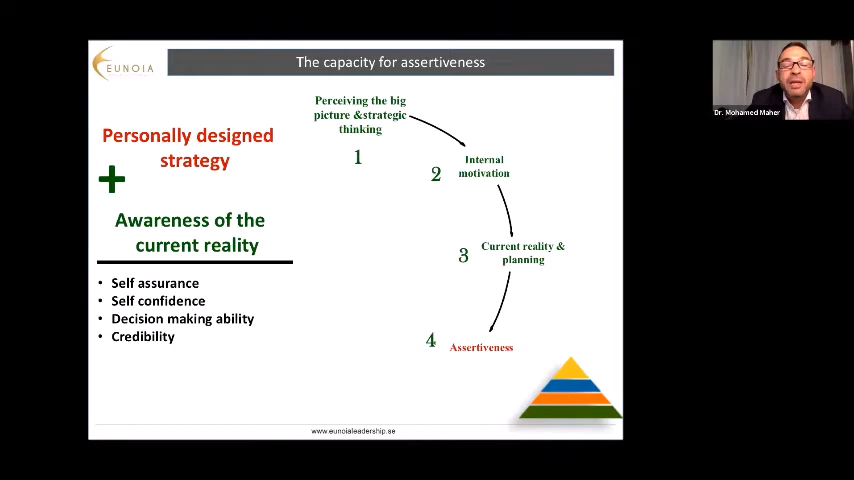 EUNOIA
The capacity for assertiveness
Personally designed
strategy
+
Awareness of the
current reality
• Self assurance
• Self confidence
• Decision making ability
• Credibility
Perceiving the big
picture &strategic
thinking
1
2
Internal
motivation
3
Current reality &
planning
4
Assertiveness
www.eunoialeadership.se
Dr. Mohamed Maher